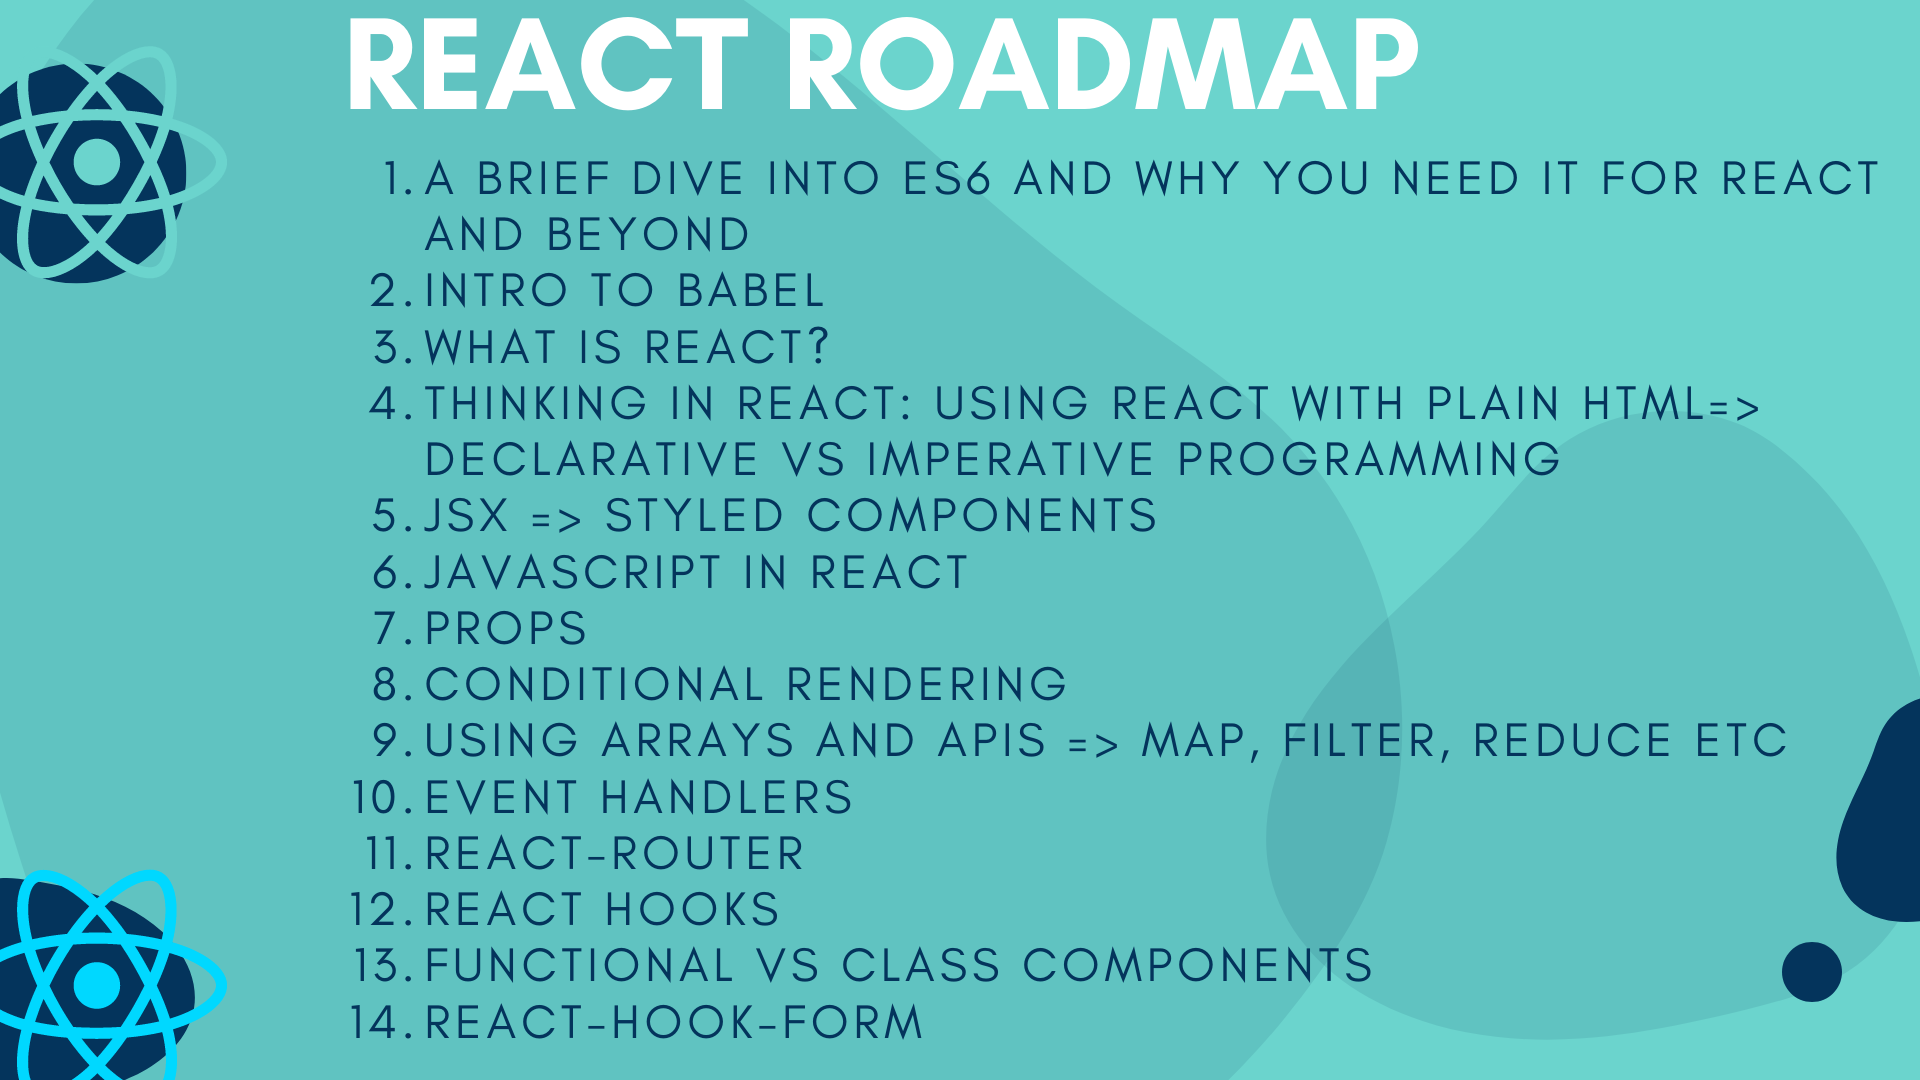 REACT ROADMAP
1. A BRIEF DIVE INTO ES6 AND WHY YOU NEED IT FOR REACT
AND BEYOND
2. INTRO TO BABEL
3. WHAT IS REACT?
4. THINKING IN REACT: USING REACT WITH PLAIN HTML=>
DECLARATIVE VS IMPERATIVE PROGRAMMING
5. JSX => STYLED COMPONENTS
6. JAVASCRIPT IN REACT
7. PROPS
8. CONDITIONAL RENDERING
9. USING ARRAYS AND APIS => MAP, FILTER, REDUCE ETC
10. EVENT HANDLERS
11. REACT-ROUTER
12. REACT HOOKS
13. FUNCTIONAL VS CLASS COMPONENTS
14. REACT-HOOK-FORM